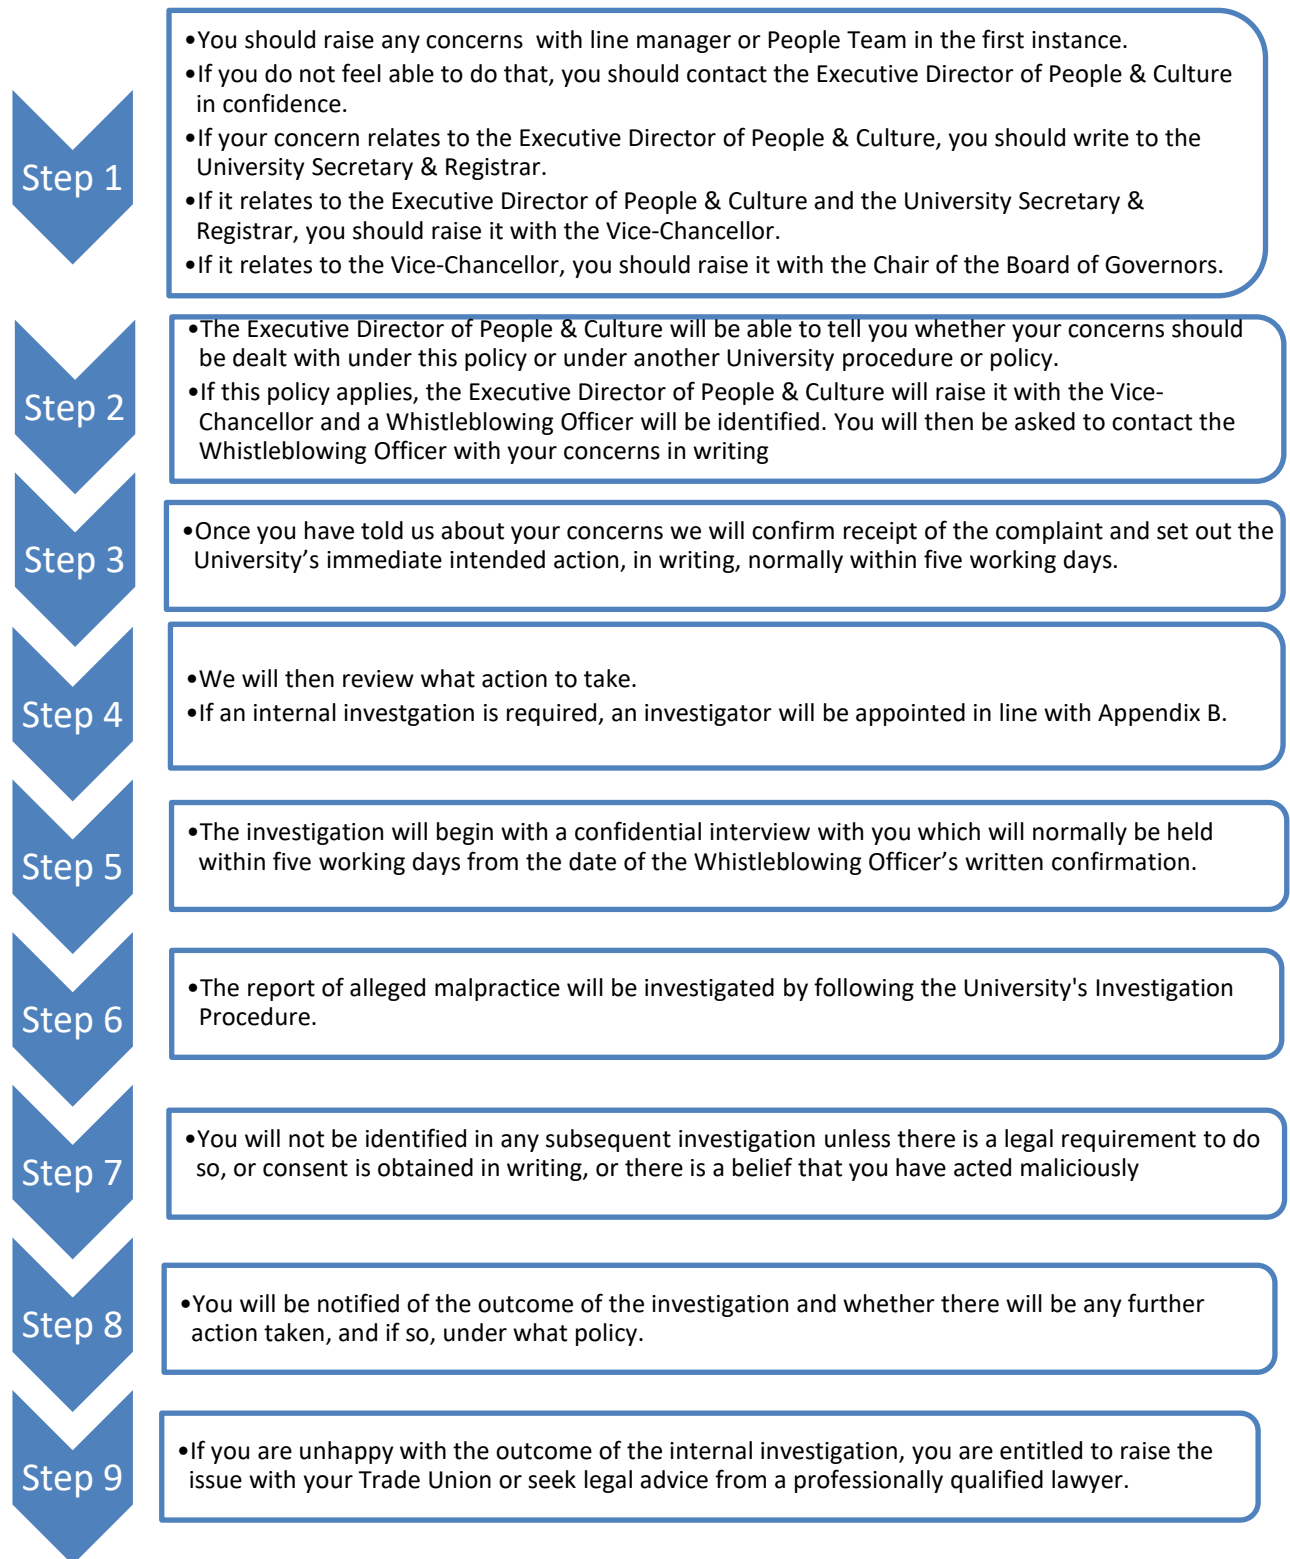 Step 1
•You should raise any concerns  with line manager or People Team in the first instance.
•If you do not feel able to do that, you should contact the Executive Director of People & Culture
in confidence.
•If your concern relates to the Executive Director of People & Culture, you should write to the
University Secretary & Registrar.
•If it relates to the Executive Director of People & Culture and the University Secretary &
Registrar, you should raise it with the Vice-Chancellor.
•If it relates to the Vice-Chancellor, you should raise it with the Chair of the Board of Governors.
Step 2
•The Executive Director of People & Culture will be able to tell you whether your concerns should
be dealt with under this policy or under another University procedure or policy.
•If this policy applies, the Executive Director of People & Culture will raise it with the Vice-
Chancellor and a Whistleblowing Officer will be identified. You will then be asked to contact the
Whistleblowing Officer with your concerns in writing
Step 3
•Once you have told us about your concerns we will confirm receipt of the complaint and set out the
University’s immediate intended action, in writing, normally within five working days.
Step 4
•We will then review what action to take.
•If an internal investgation is required, an investigator will be appointed in line with Appendix B.
Step 5
•The investigation will begin with a confidential interview with you which will normally be held
within five working days from the date of the Whistleblowing Officer’s written confirmation.
Step 6
•The report of alleged malpractice will be investigated by following the University's Investigation
Procedure.
Step 7
•You will not be identified in any subsequent investigation unless there is a legal requirement to do
so, or consent is obtained in writing, or there is a belief that you have acted maliciously
Step 8
•You will be notified of the outcome of the investigation and whether there will be any further
action taken, and if so, under what policy.
Step 9
•If you are unhappy with the outcome of the internal investigation, you are entitled to raise the
issue with your Trade Union or seek legal advice from a professionally qualified lawyer.